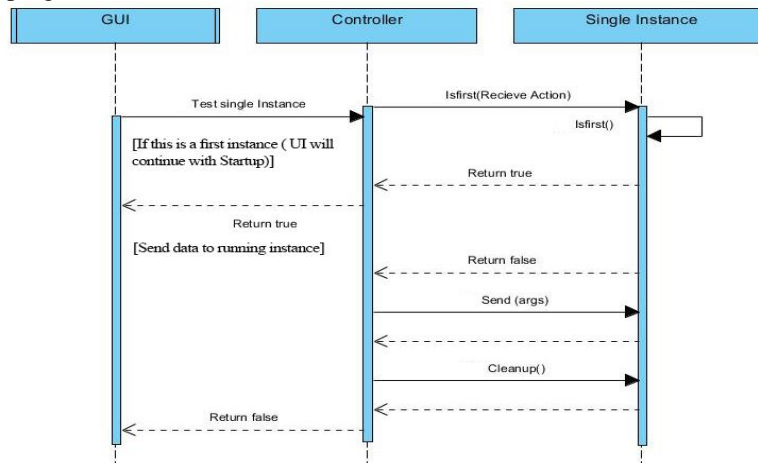 GUI
Controller
Single Instance
Test single Instance
Isfirst(Recieve Action)
Isfirst()
[If this is a first instance ( UI will
continue with Startup)]
Return true
Return true
[Send data to running instance]
Return false
Send (args)
Cleanup()
Return false